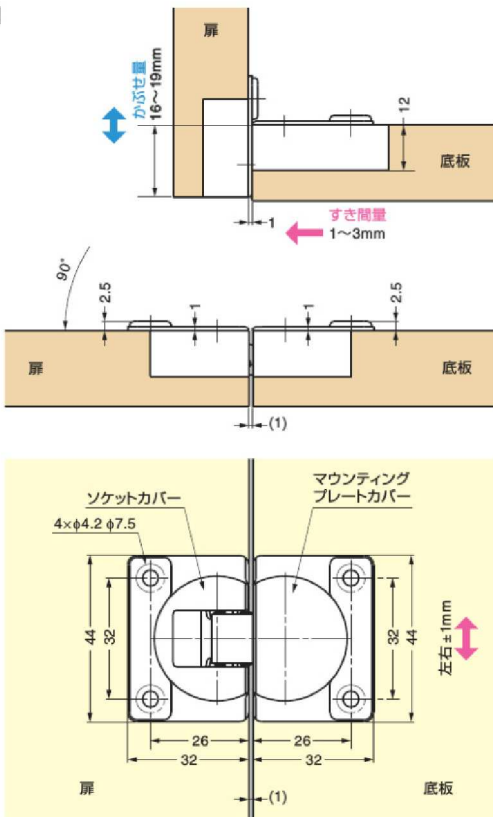 扉
かぶせ量
16～19mm
12
底板
すき間量
1
1～3mm
90°
2.5
1
1
2.5
扉
底板
(1)
ソケットカバー
マウンティング
プレートカバー
4×φ4.2 φ7.5
44
32
32
44
左右±1mm
26
26
32
32
扉
(1)
底板